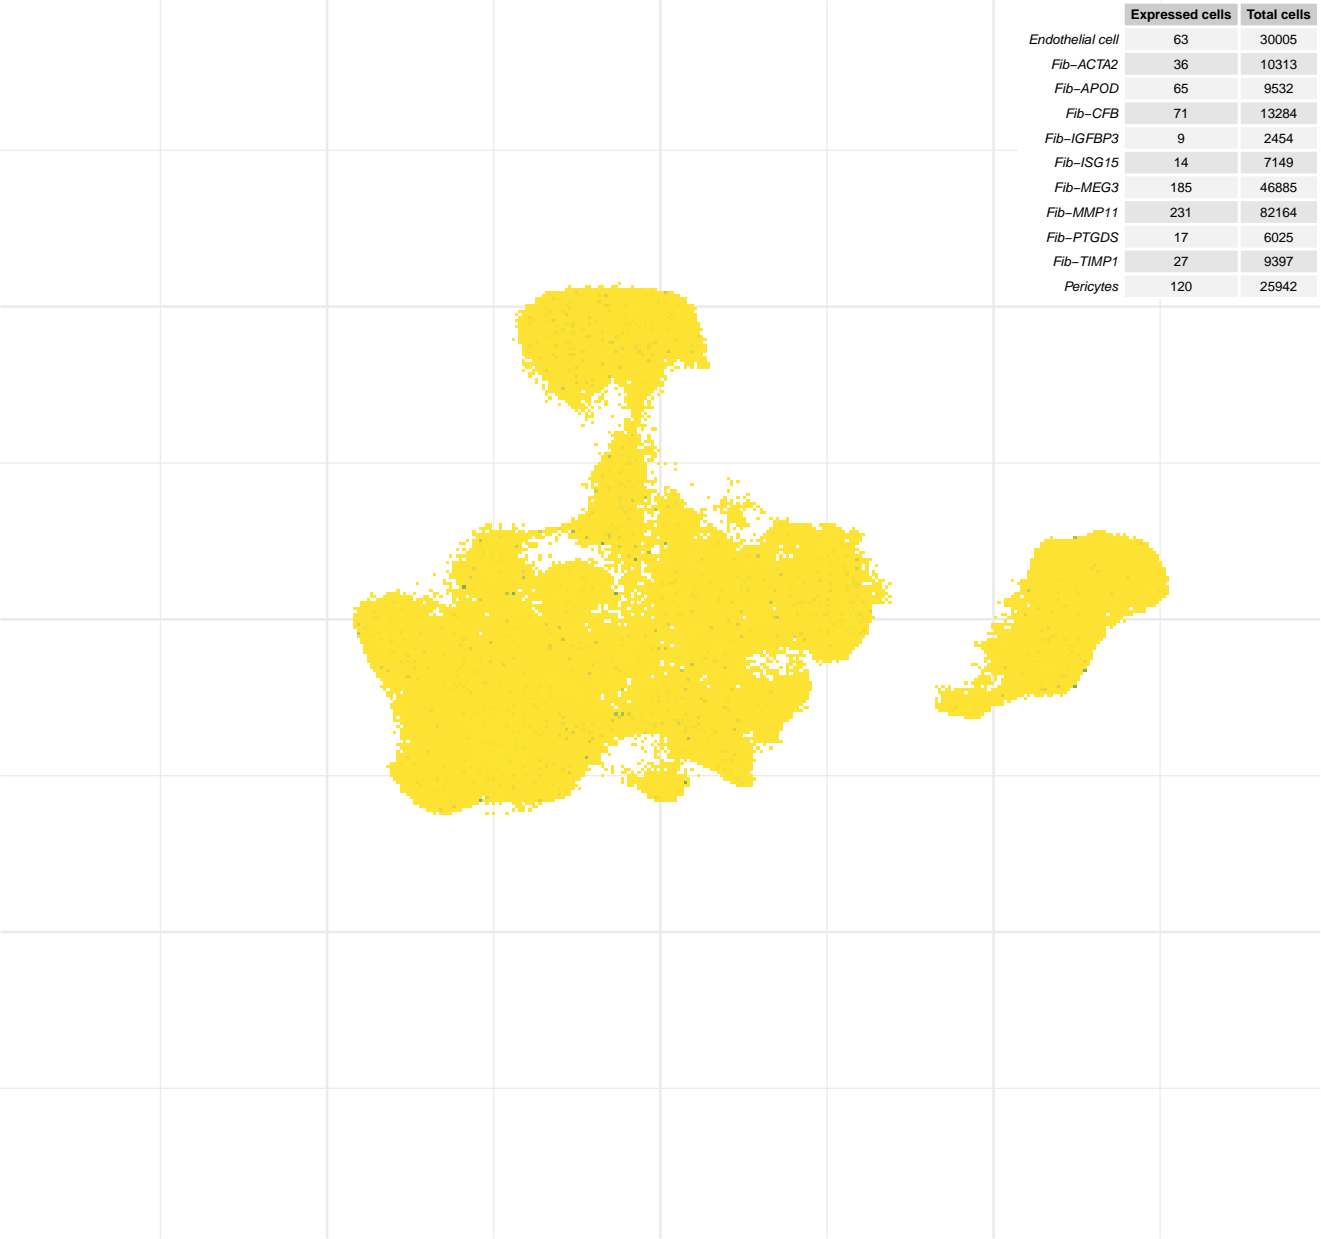 Expressed cells Total cells
Endothelial cell 63 30005
Fib−ACTA2 36 10313
Fib−APOD 65 9532
Fib−CFB 71 13284
Fib−IGFBP3 9 2454
Fib−ISG15 14 7149
Fib−MEG3 185 46885
Fib−MMP11 231 82164
Fib−PTGDS 17 6025
Fib−TIMP1 27 9397
Pericytes 120 25942